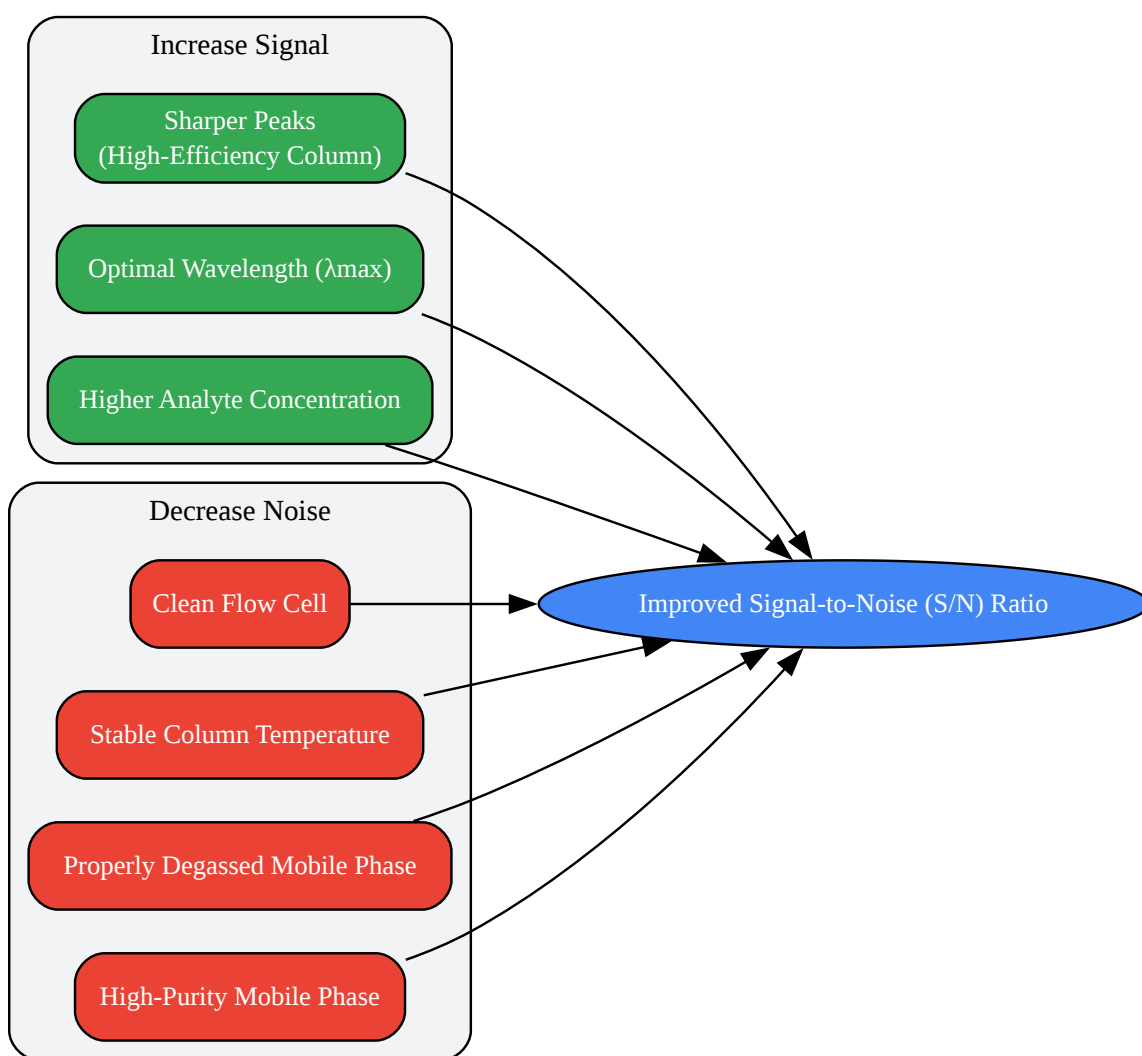 Increase Signal
Sharper Peaks
(High-Efficiency Column)
Optimal Wavelength (λmax)
Higher Analyte Concentration
Decrease Noise
Clean Flow Cell
Stable Column Temperature
Properly Degassed Mobile Phase
High-Purity Mobile Phase
Improved Signal-to-Noise (S/N) Ratio